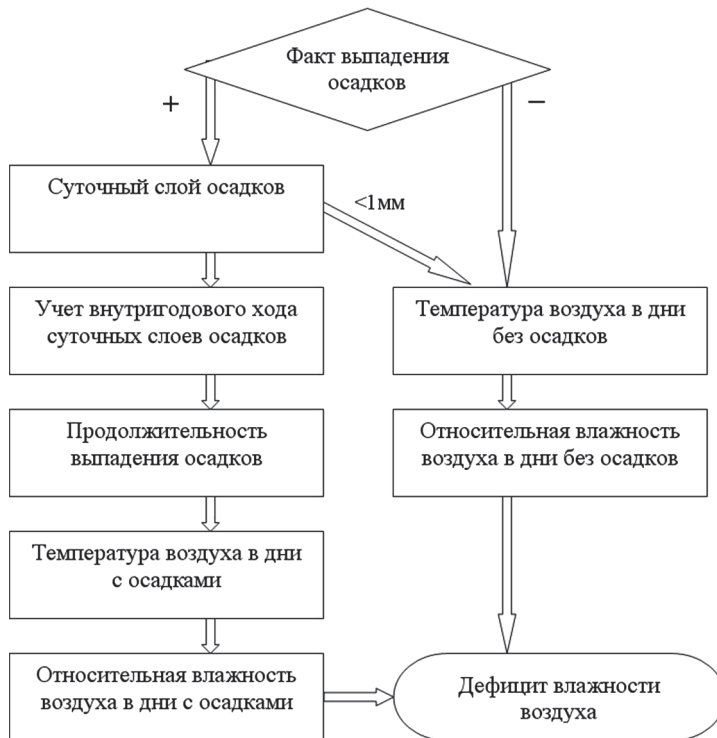 Факт выпадения
осадков
+
−
Суточный слой осадков
<1мм
Учет внутригодового хода
суточных слоев осадков
Температура воздуха в дни
без осадков
Продолжительность
выпадения осадков
Относительная влажность
воздуха в дни без осадков
Температура воздуха в дни
с осадками
Относительная влажность
воздуха в дни с осадками
Дефицит влажности
воздуха